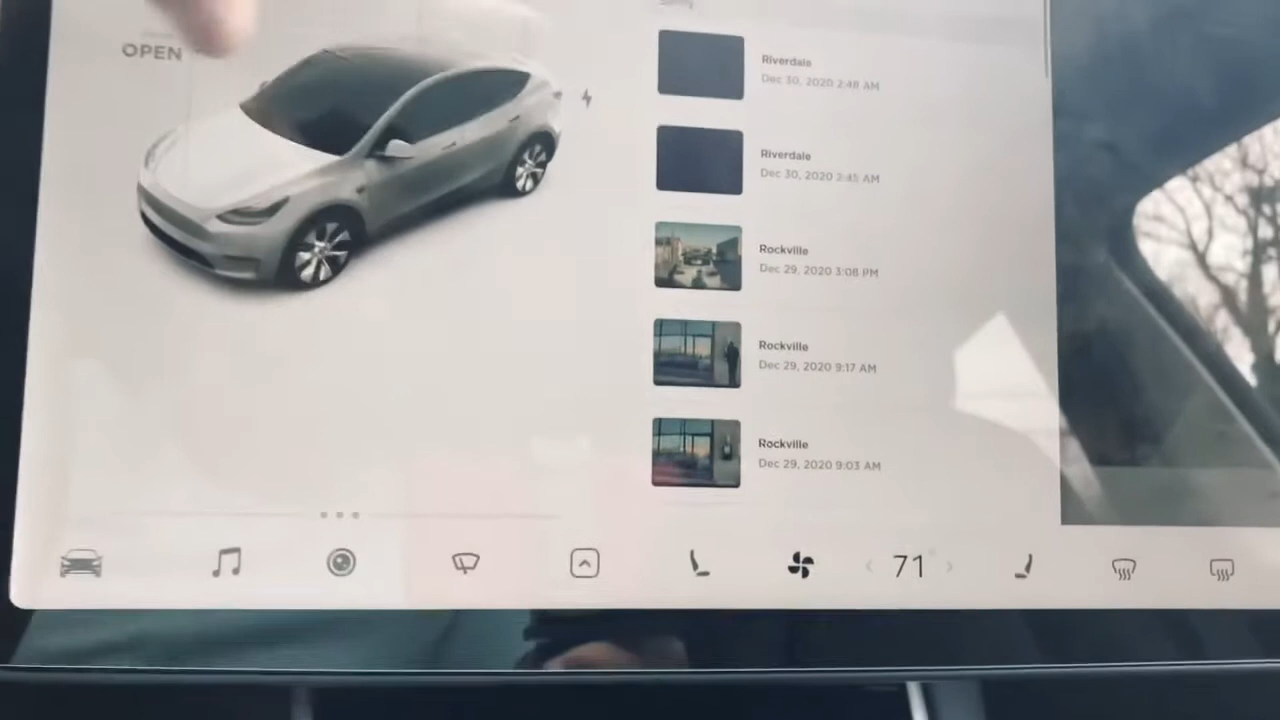 OPEN
Riverdale
Dec 30, 2020 2:48 AM
Riverdale
Dec 30, 2020 2:45 AM
Rockville
Dec 29, 2020 3:08 PM
Rockville
Dec 29, 2020 9:17 AM
Rockville
Dec 29, 2020 9:03 AM
71